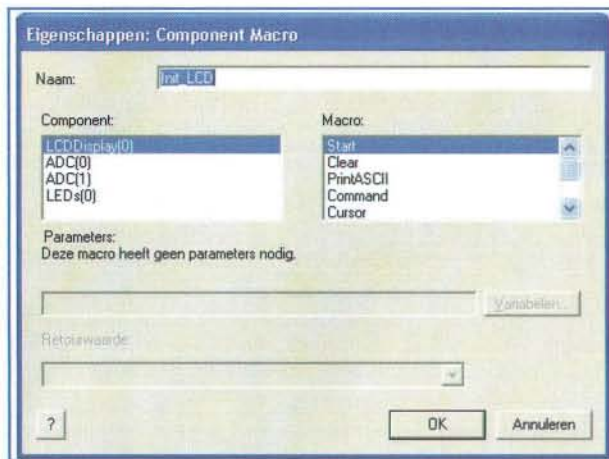 Eigenschappen: Component Macro
Naam:
Init_LCD
Component:
Macro:
LCDDisplay(0)
ADC(0)
ADC(1)
LEDs(0)
Start
Clear
PrintASCII
Command
Cursor
Parameters:
Deze macro heeft geen parameters nodig.
Variabelen...
Retourwaarde:
?
OK
Annuleren